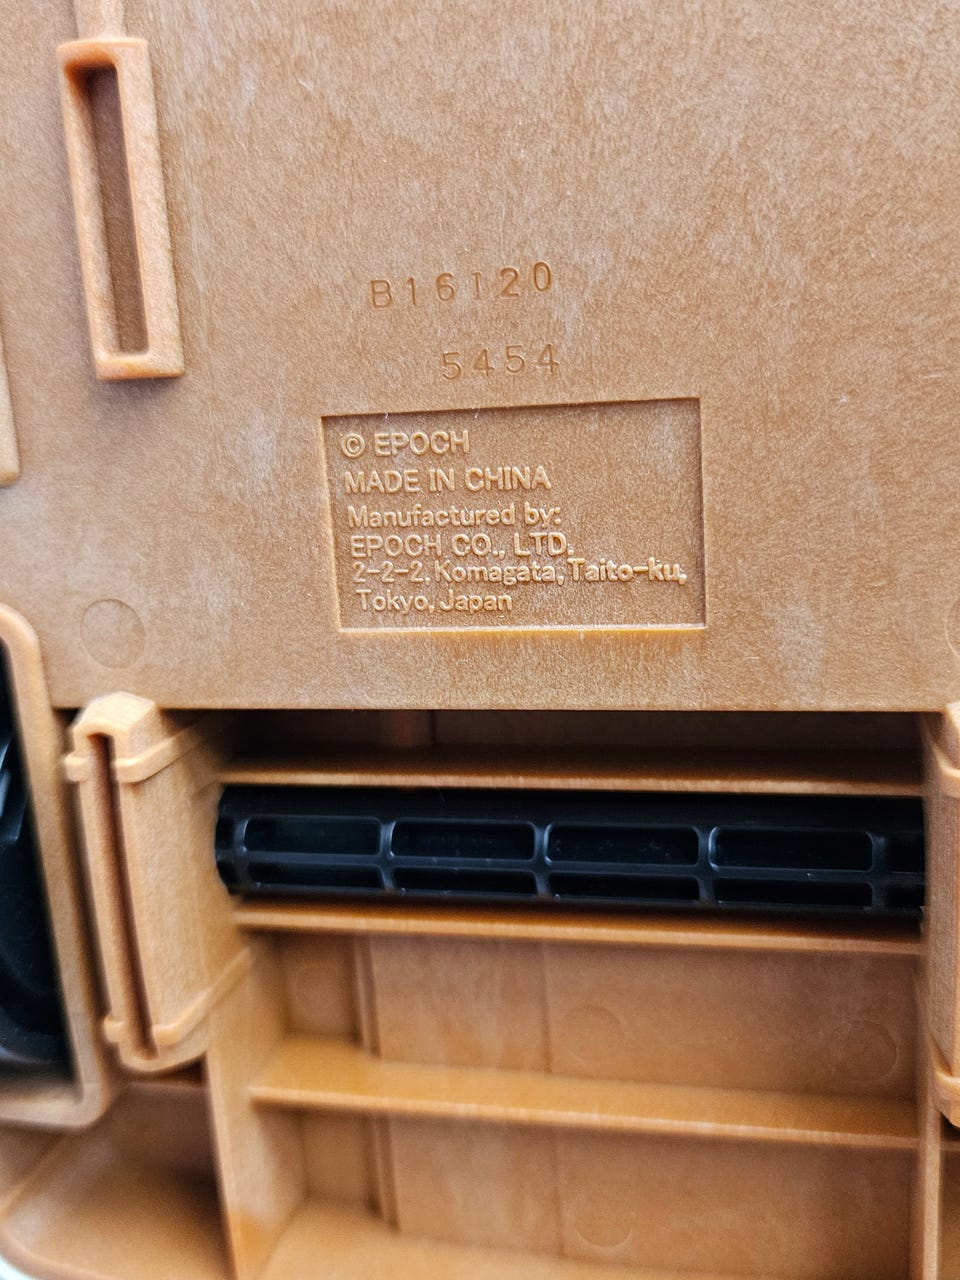 B16120
5454
© EPOCH
MADE IN CHINA
Manufactured by:
EPOCH CO., LTD.
2-2-2, Komagata, Taito-ku,
Tokyo, Japan